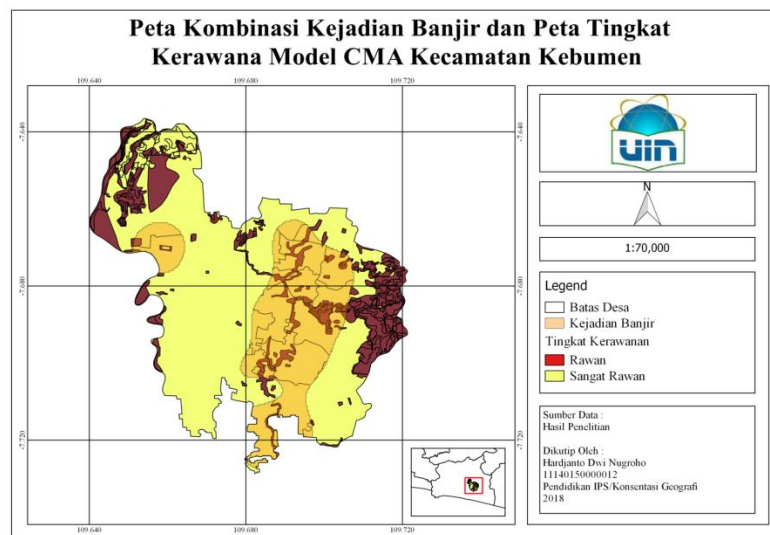 Peta Kombinasi Kejadian Banjir dan Peta Tingkat
Kerawana Model CMA Kecamatan Kebumen
109.640
109.680
109.720
-7.640
-7.640
-7.680
-7.680
-7.720
-7.720
109.640
109.680
109.720
uin
N
1:70,000
Legend
Batas Desa
Kejadian Banjir
Tingkat Kerawanan
Rawan
Sangat Rawan
Sumber Data :
Hasil Penelitian
Dikutip Oleh :
Hardjanto Dwi Nugroho
11140150000012
Pendidikan IPS/Konsentasi Geografi
2018